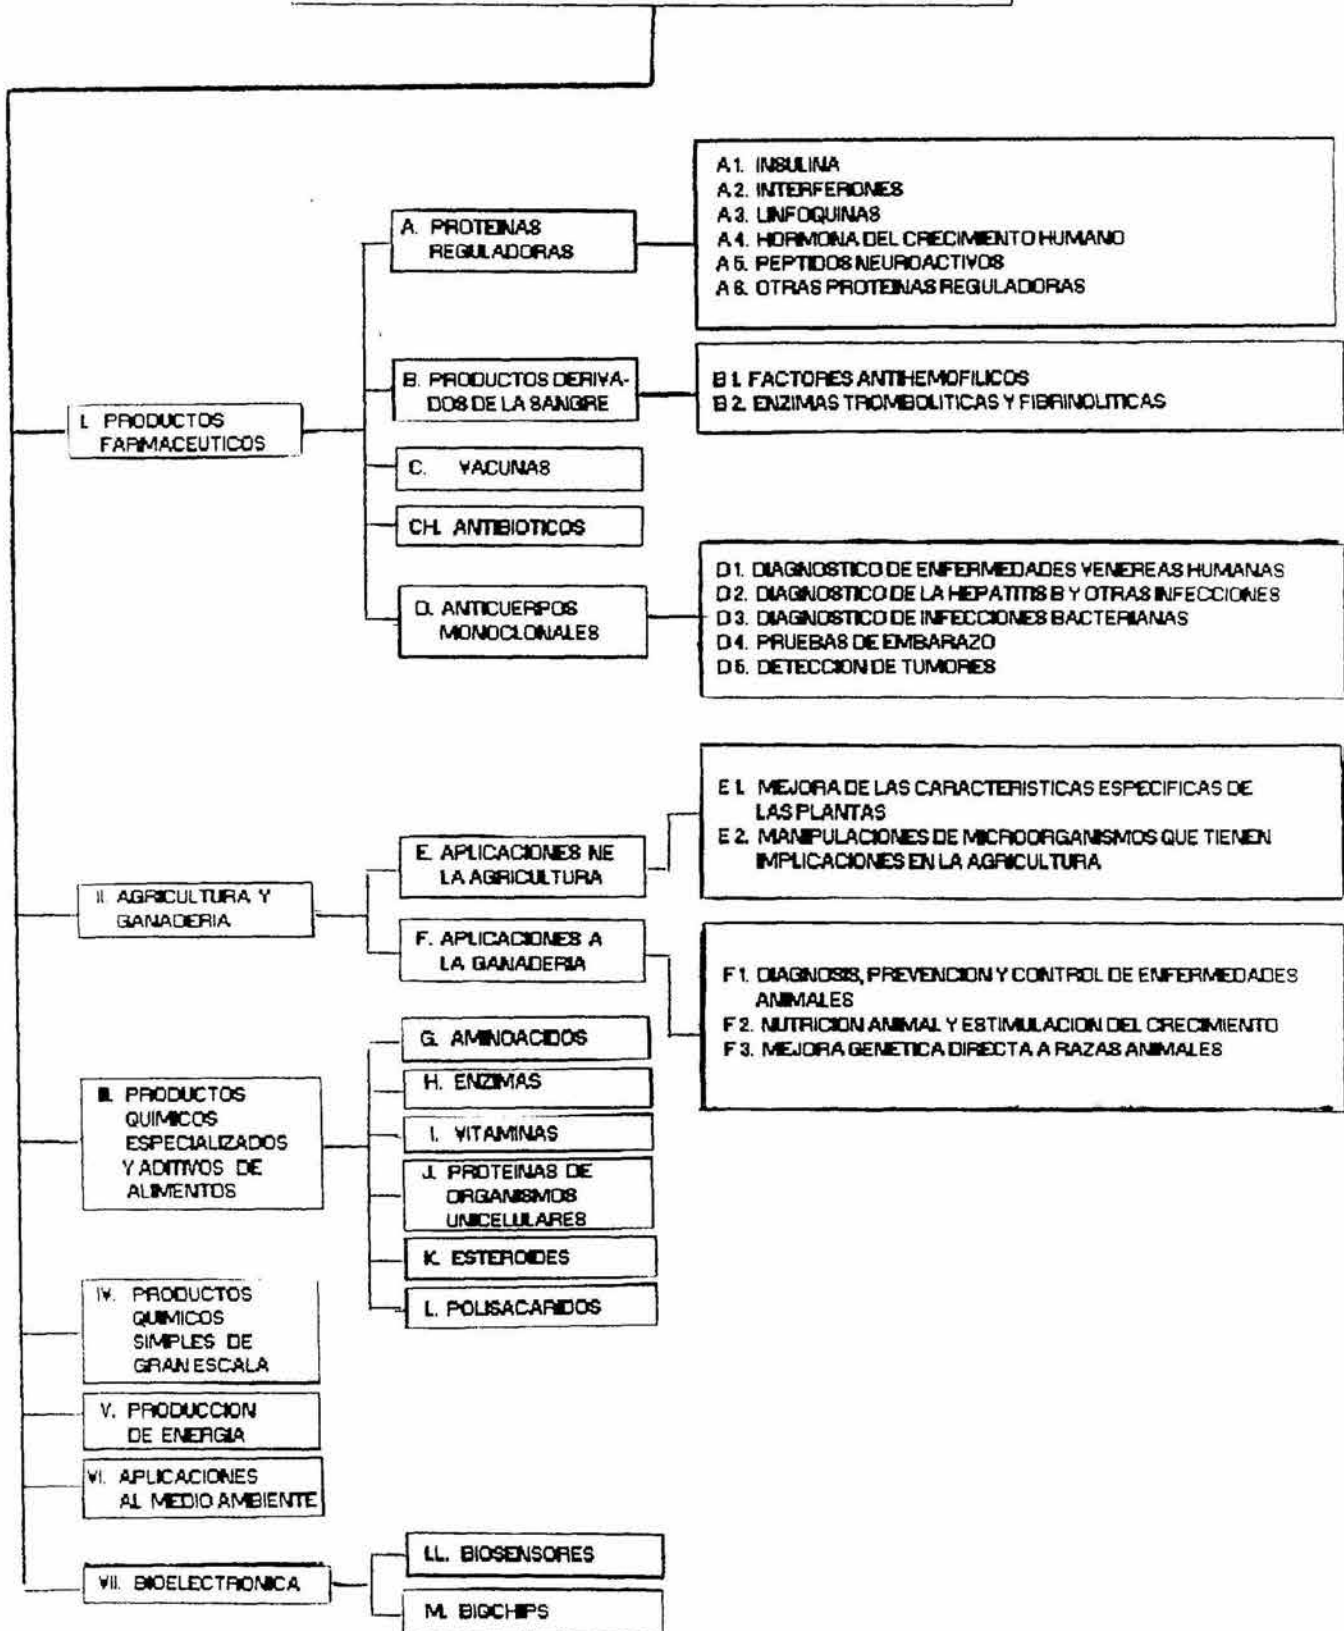 I. PRODUCTOS
FARMACEUTICOS
A. PROTEINAS
REGULADORAS
A1. INSULINA
A2. INTERFERONES
A3. LINFOQUINAS
A4. HORMONA DEL CRECIMIENTO HUMANO
A5. PEPTIDOS NEUROACTIVOS
A6. OTRAS PROTEINAS REGULADORAS
B. PRODUCTOS DERIVA-
DOS DE LA SANGRE
B1. FACTORES ANTIHEMOFILICOS
B2. ENZIMAS TROMBOLITICAS Y FIBRINOLITICAS
C. VACUNAS
CH. ANTIBIOTICOS
D. ANTICUERPOS
MONOCLONALES
D1. DIAGNOSTICO DE ENFERMEDADES VENEREAS HUMANAS
D2. DIAGNOSTICO DE LA HEPATITIS B Y OTRAS INFECCIONES
D3. DIAGNOSTICO DE INFECCIONES BACTERIANAS
D4. PRUEBAS DE EMBARAZO
D5. DETECCION DE TUMORES
II. AGRICULTURA Y
GANADERIA
E. APLICACIONES NE
LA AGRICULTURA
E1. MEJORA DE LAS CARACTERISTICAS ESPECIFICAS DE
LAS PLANTAS
E2. MANIPULACIONES DE MICROORGANISMOS QUE TIENEN
IMPLICACIONES EN LA AGRICULTURA
F. APLICACIONES A
LA GANADERIA
F1. DIAGNOSIS, PREVENCION Y CONTROL DE ENFERMEDADES
ANIMALES
F2. NUTRICION ANIMAL Y ESTIMULACION DEL CRECIMIENTO
F3. MEJORA GENETICA DIRECTA A RAZAS ANIMALES
III. PRODUCTOS
QUIMICOS
ESPECIALIZADOS
Y ADITIVOS DE
ALIMENTOS
G. AMINOACIDOS
H. ENZIMAS
I. VITAMINAS
J. PROTEINAS DE
ORGANISMOS
UNICELULARES
K. ESTEROIDES
L. POLISACARIDOS
IV. PRODUCTOS
QUIMICOS
SIMPLES DE
GRAN ESCALA
V. PRODUCCION
DE ENERGIA
VI. APLICACIONES
AL MEDIO AMBIENTE
VII. BIOELECTRONICA
LL. BIOSENSORES
M. BIOCHIPS